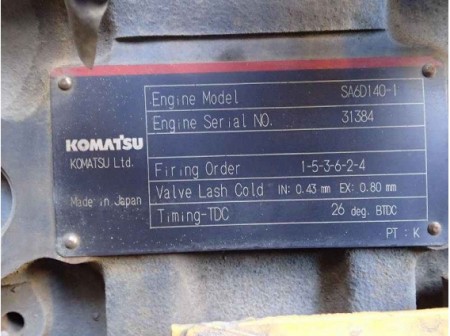 Engine Model SA6D140-1
Engine Serial NO. 31384
KOMATSU
KOMATSU Ltd.
Firing Order 1-5-3-6-2-4
Valve Lash Cold IN: 0.43 mm EX: 0.80 mm
Made in Japan
Timing-TDC 26 deg. BTDC
PT : K